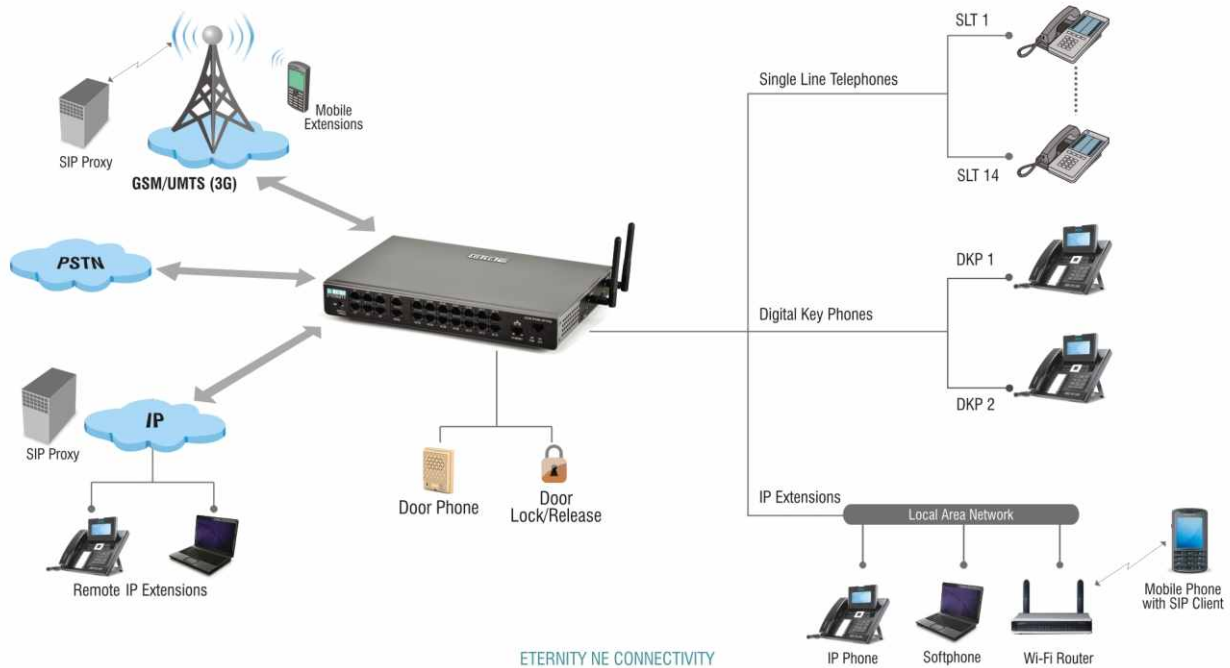 SLT 1
Single Line Telephones
Mobile
Extensions
SIP Proxy
GSM/UMTS (3G)
SLT 14
PSTN
DKP 1
Digital Key Phones
DKP 2
IP
SIP Proxy
Door Phone
Door
Lock/Release
IP Extensions
Local Area Network
Remote IP Extensions
Mobile Phone
with SIP Client
IP Phone
Softphone
Wi-Fi Router
ETERNITY NE CONNECTIVITY